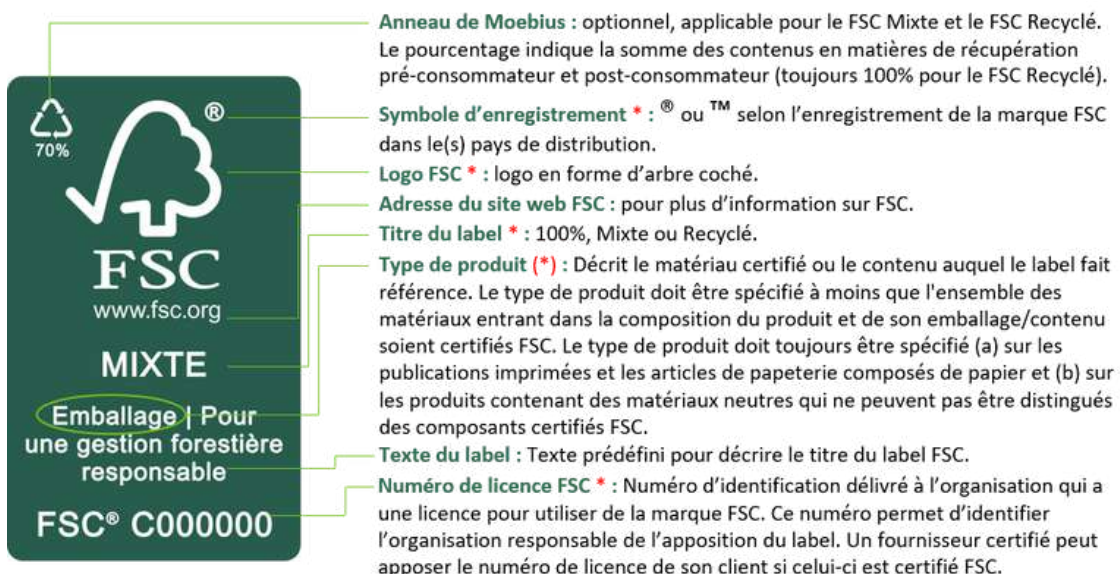 Anneau de Moebius : optionnel, applicable pour le FSC Mixte et le FSC Recyclé.
Le pourcentage indique la somme des contenus en matières de récupération
pré-consommateur et post-consommateur (toujours 100% pour le FSC Recyclé).
Symbole d'enregistrement * : ® ou ™ selon l'enregistrement de la marque FSC
dans le(s) pays de distribution.
Logo FSC * : logo en forme d'arbre coché.
Adresse du site web FSC : pour plus d'information sur FSC.
Titre du label * : 100%, Mixte ou Recyclé.
Type de produit (*) : Décrit le matériau certifié ou le contenu auquel le label fait
référence. Le type de produit doit être spécifié à moins que l'ensemble des
matériaux entrant dans la composition du produit et de son emballage/contenu
soient certifiés FSC. Le type de produit doit toujours être spécifié (a) sur les
publications imprimées et les articles de papeterie composés de papier et (b) sur
les produits contenant des matériaux neutres qui ne peuvent pas être distingués
des composants certifiés FSC.
Texte du label : Texte prédéfini pour décrire le titre du label FSC.
Numéro de licence FSC * : Numéro d'identification délivré à l'organisation qui a
une licence pour utiliser de la marque FSC. Ce numéro permet d'identifier
l'organisation responsable de l'apposition du label. Un fournisseur certifié peut
apposer le numéro de licence de son client si celui-ci est certifié FSC.
70%
®
FSC
www.fsc.org
MIXTE
Emballage | Pour
une gestion forestière
responsable
FSC® C000000